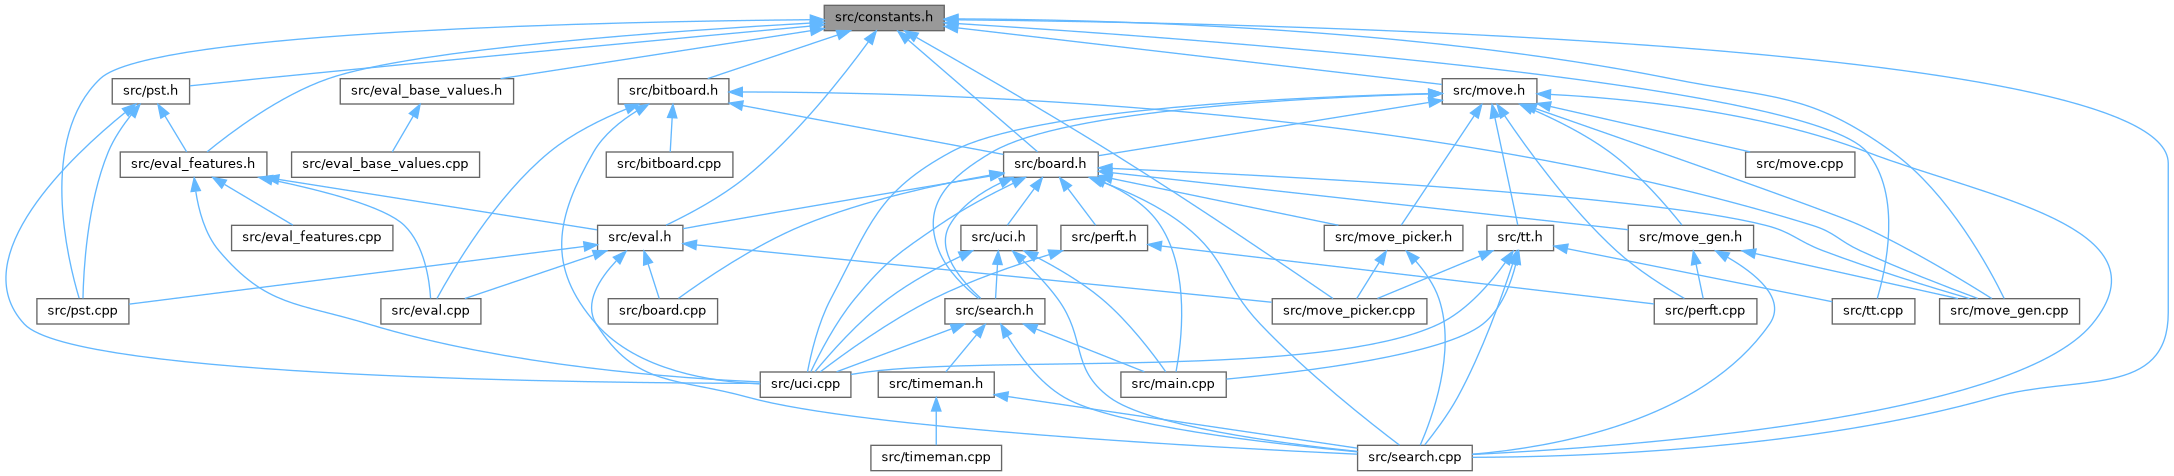 src/constants.h
src/pst.h
src/eval_base_values.h
src/bitboard.h
src/move.h
src/eval_features.h
src/eval_base_values.cpp
src/bitboard.cpp
src/board.h
src/move.cpp
src/eval_features.cpp
src/eval.h
src/uci.h
src/perft.h
src/move_picker.h
src/tt.h
src/move_gen.h
src/pst.cpp
src/eval.cpp
src/board.cpp
src/search.h
src/move_picker.cpp
src/perft.cpp
src/tt.cpp
src/move_gen.cpp
src/uci.cpp
src/timeman.h
src/main.cpp
src/timeman.cpp
src/search.cpp